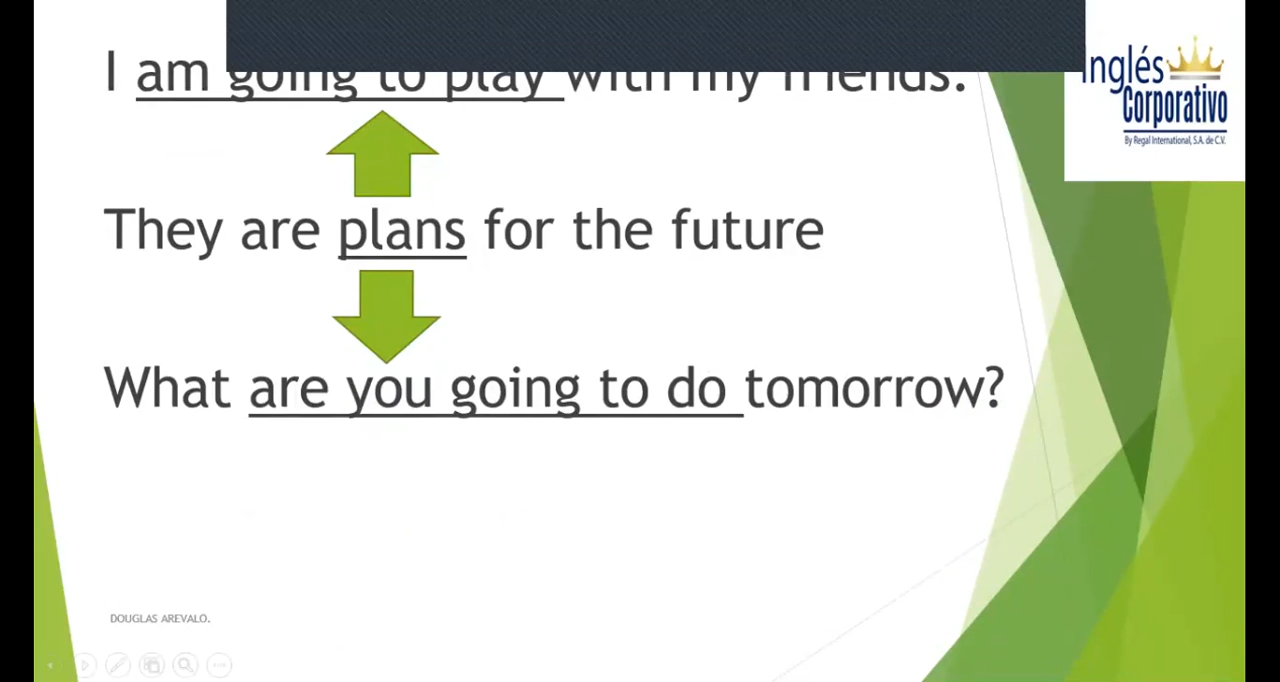 I am going to play with my friends.
Inglés
Corporativo
By Regal International, S.A. de C.V.
They are plans for the future
What are you going to do tomorrow?
DOUGLAS AREVALO.